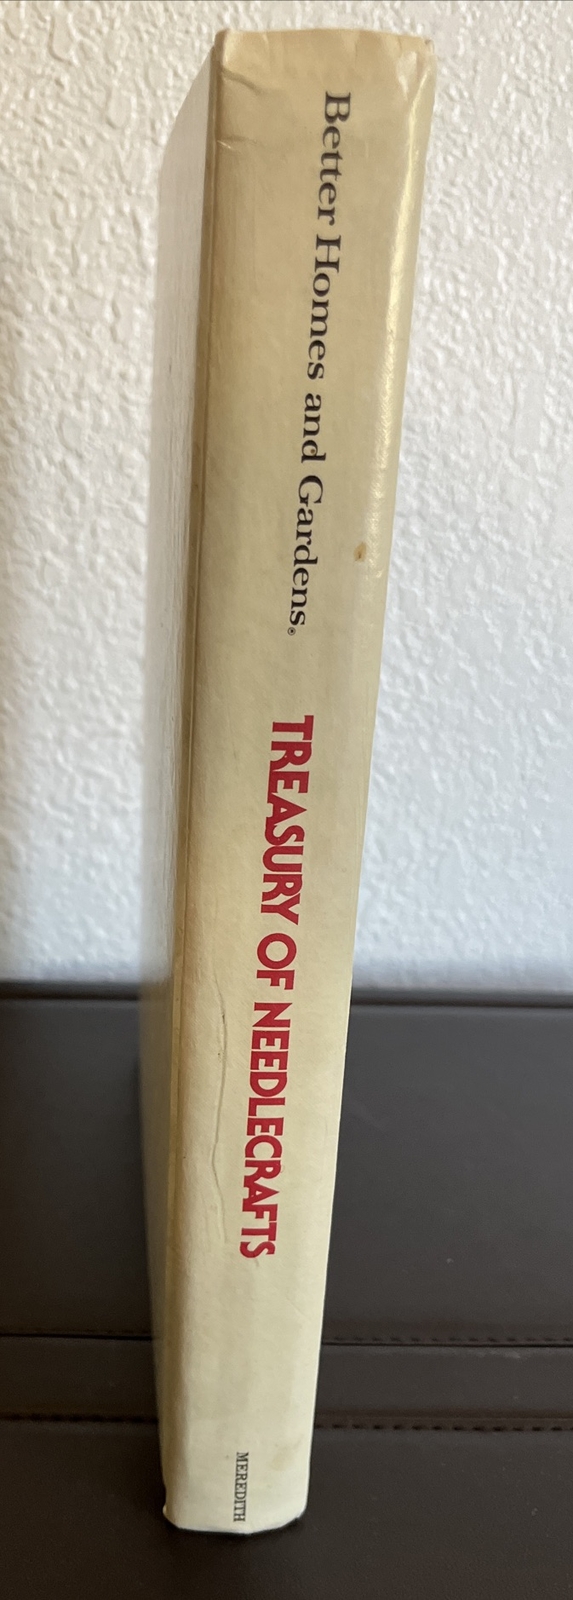 Better Homes and Gardens®
TREASURY OF NEEDLECRAFTS
MEREDITH